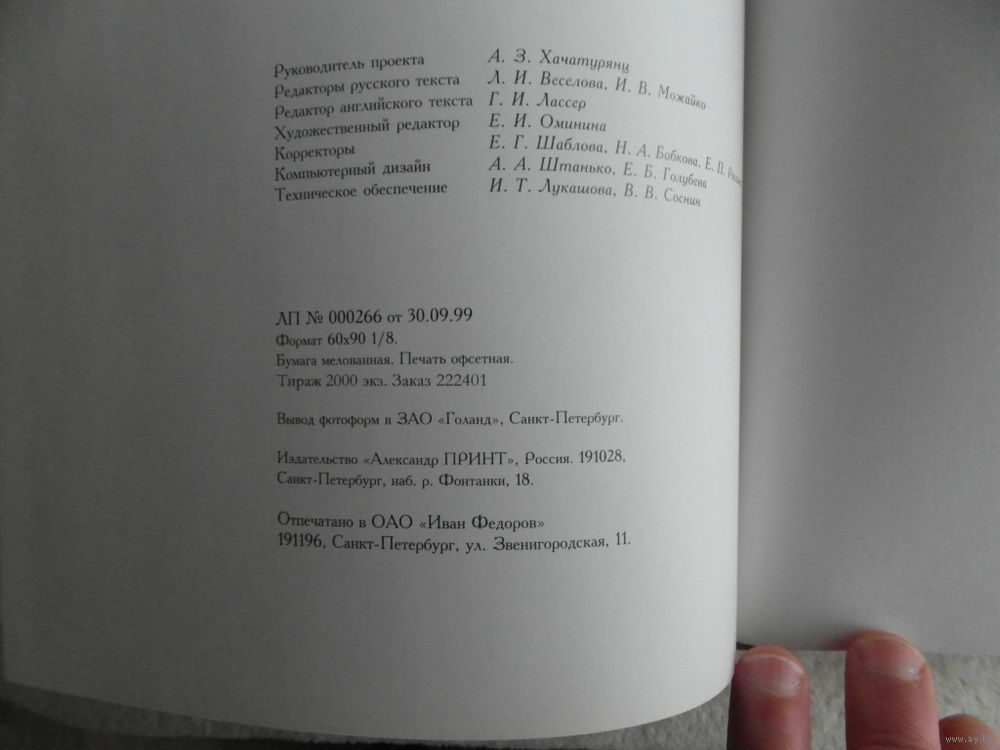 Руководитель проекта А. З. Хачатурянц
Редакторы русского текста Л. И. Веселова, И. В. Можайко
Редактор английского текста Г. И. Лассер
Художественный редактор Е. И. Оминина
Корректоры Е. Г. Шаблова, Н. А. Бобкова, Е. П.
Компьютерный дизайн А. А. Штанько, Е. Б. Голубева
Техническое обеспечение И. Т. Лукашова, В. В. Соснин
ЛП № 000266 от 30.09.99
Формат 60х90 1/8.
Бумага мелованная. Печать офсетная.
Тираж 2000 экз. Заказ 222401
Вывод фотоформ в ЗАО «Голанд», Санкт-Петербург.
Издательство «Александр ПРИНТ», Россия. 191028,
Санкт-Петербург, наб. р. Фонтанки, 18.
Отпечатано в ОАО «Иван Федоров»
191196, Санкт-Петербург, ул. Звенигородская, 11.